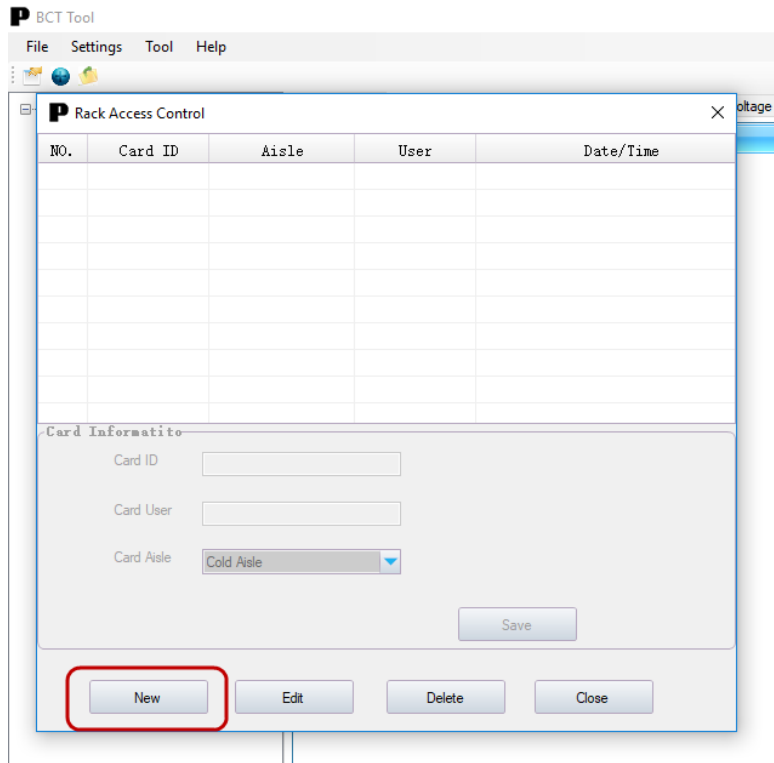 P BCT Tool
File Settings Tool Help
P Rack Access Control
oltage
NO. Card ID Aisle User Date/Time
Card Informatito
Card ID
Card User
Card Aisle Cold Aisle
Save
New Edit Delete Close